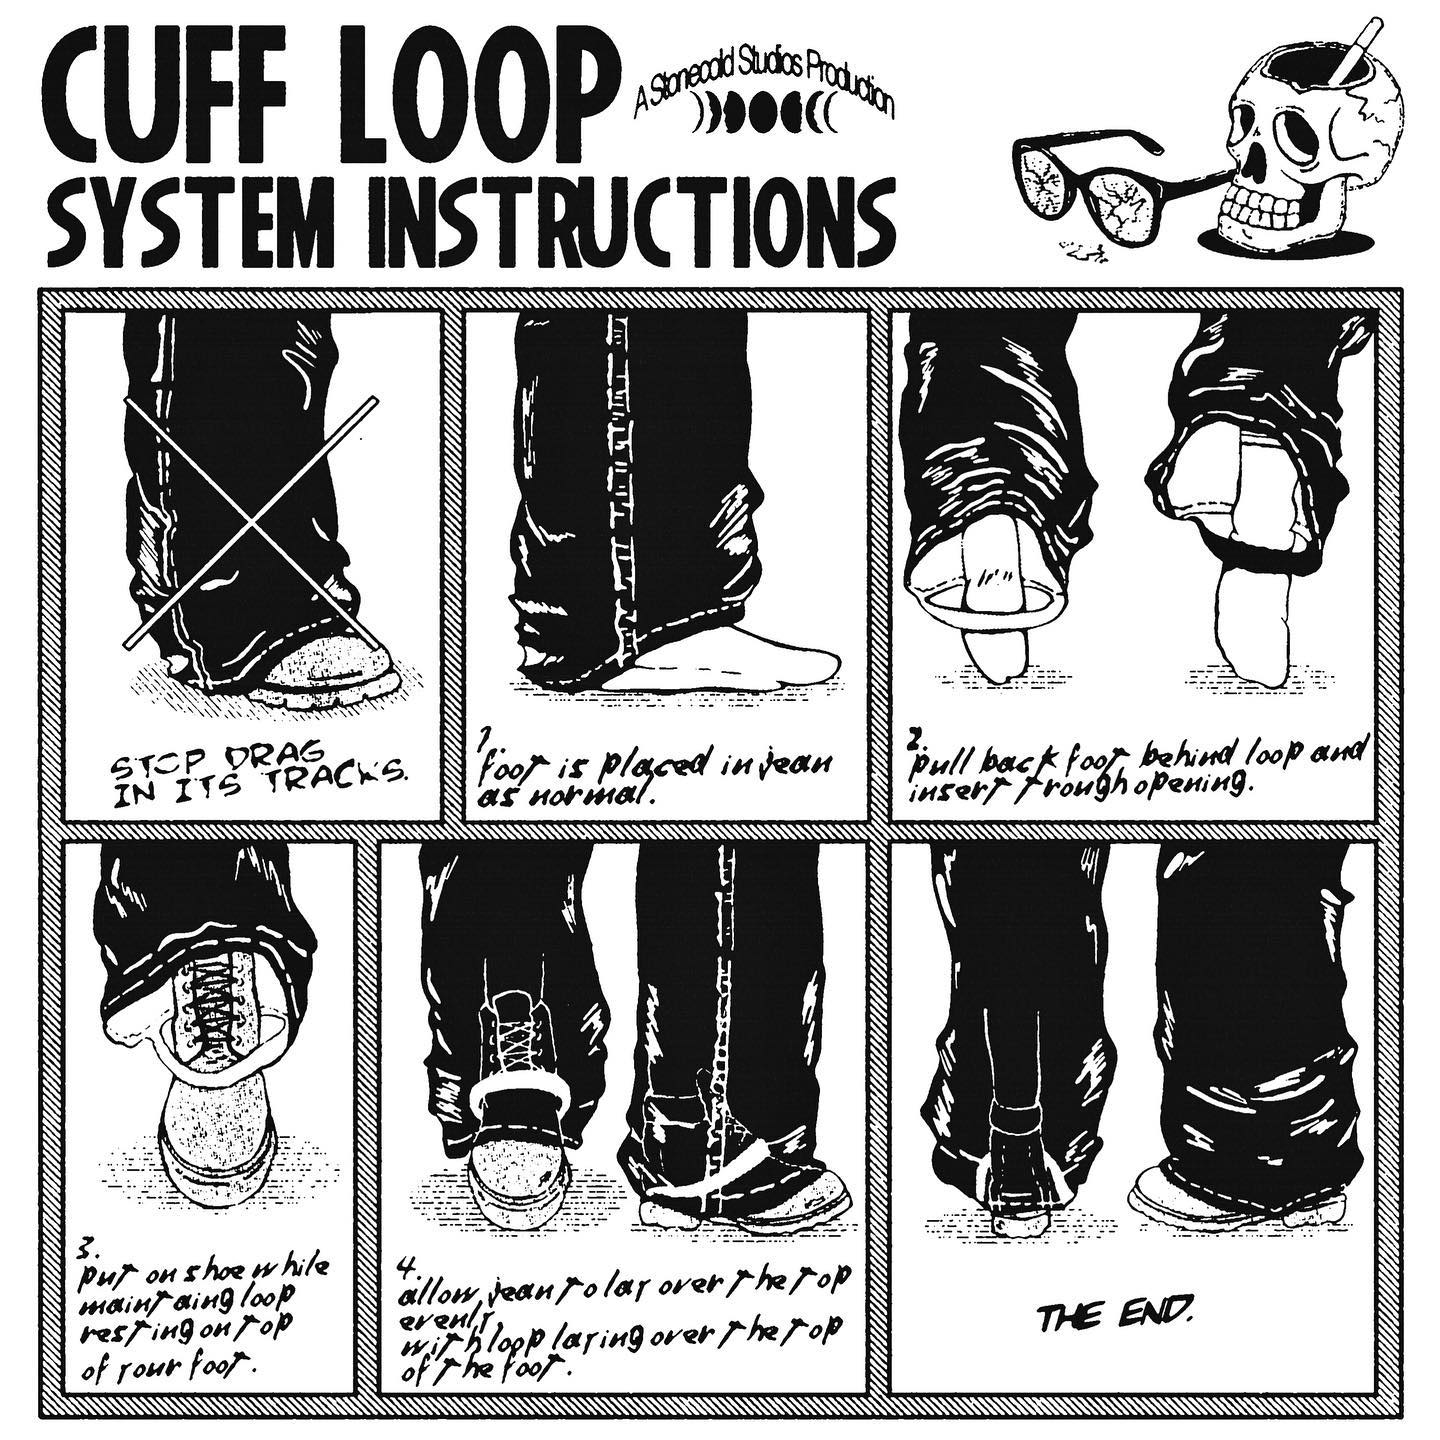 CUFF LOOP
A Stonecold Studios Production
SYSTEM INSTRUCTIONS
STOP DRAG
IN ITS TRACKS.
1.
foot is placed in jean
as normal.
2.
pull back foot behind loop and
insert trough opening.
3.
put on shoe while
maintaing loop
resting on top
of your foot.
4.
allow jean to lay over the top
evenly
with loop laying over the top
of the foot.
THE END.